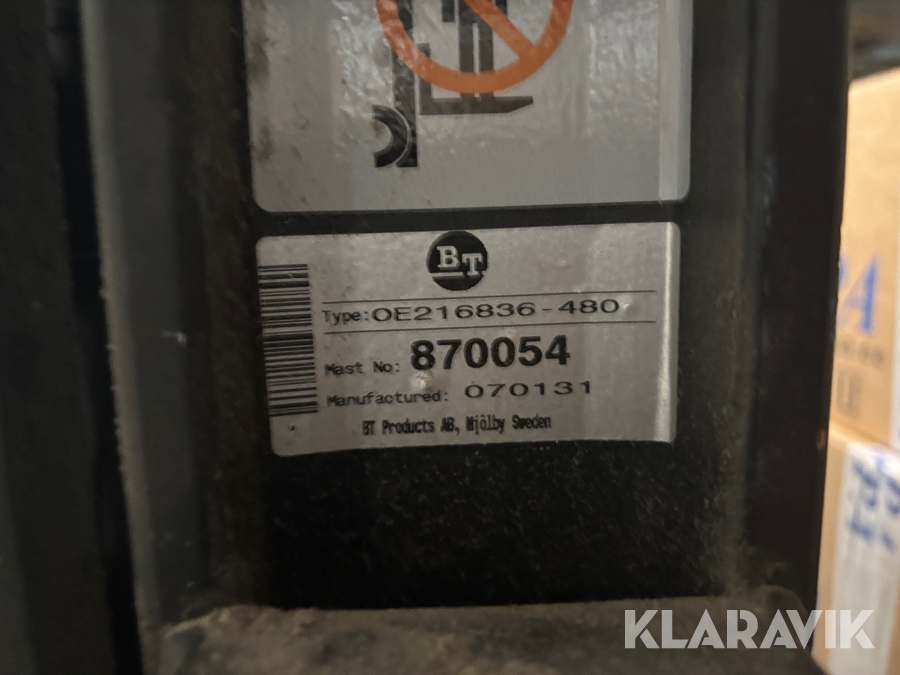 BT
Type: OE216836-480
Mast No: 870054
Manufactured: 070131
BT Products AB, Mjölby Sweden
KLARAVIK